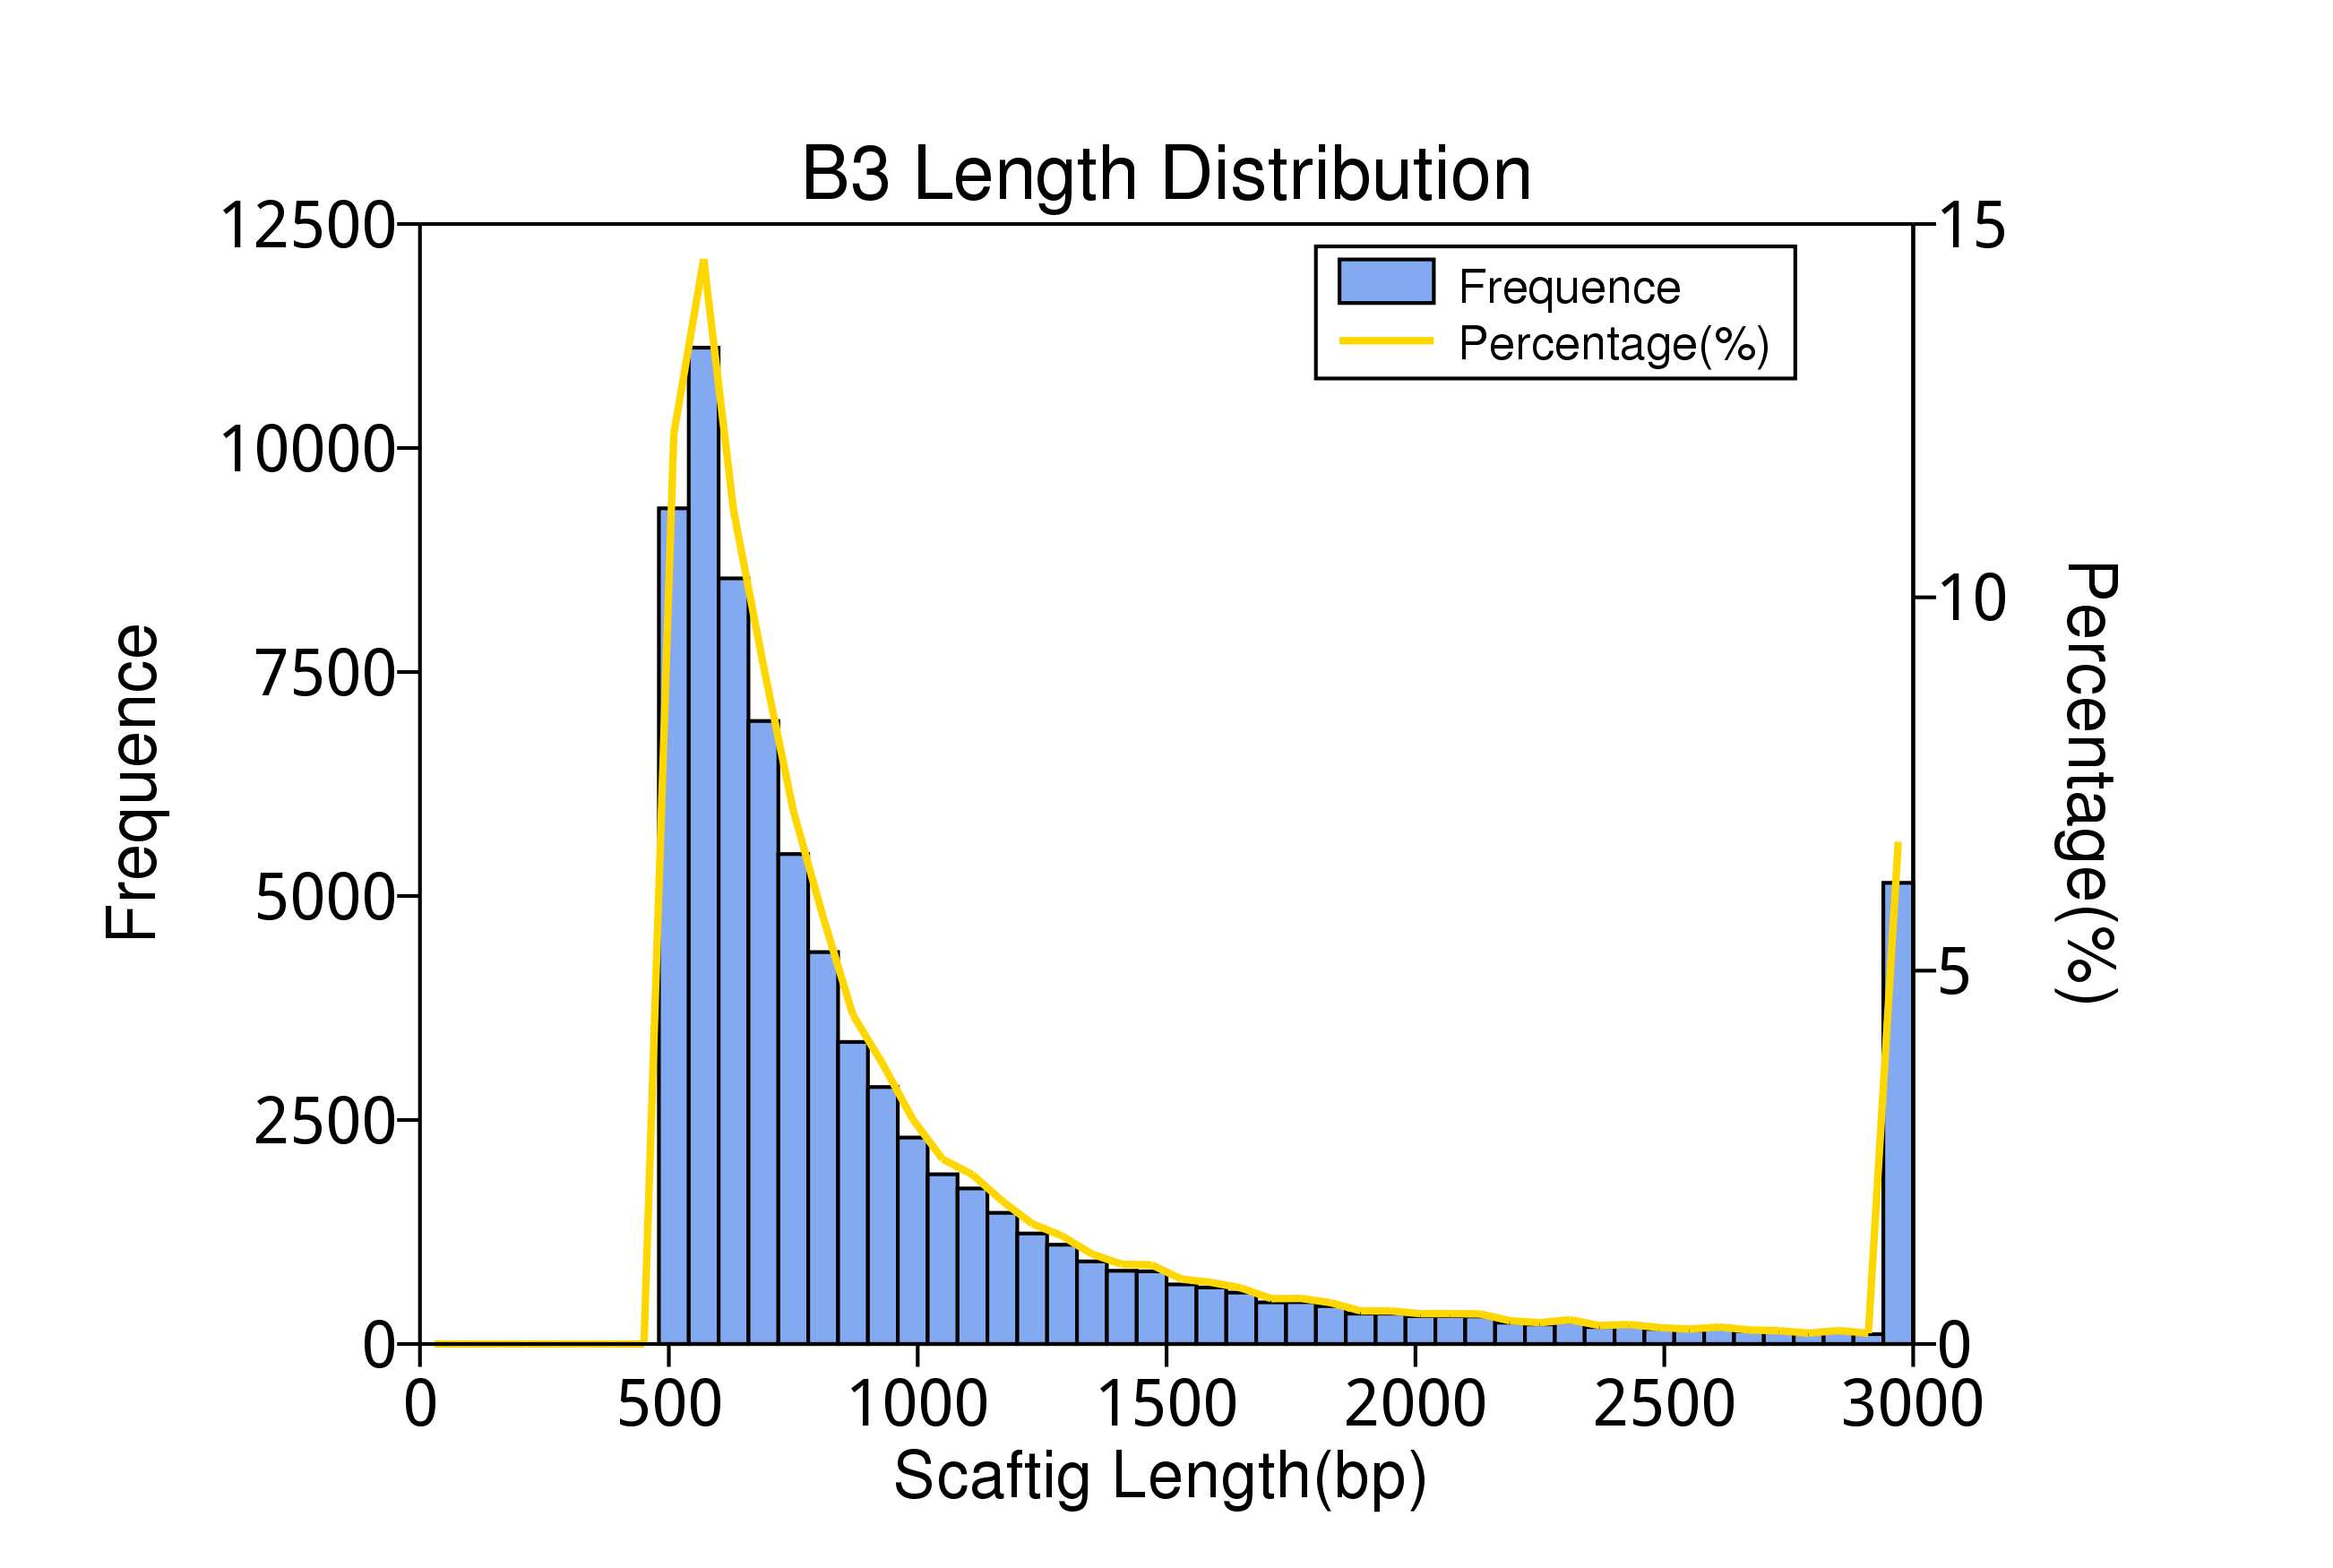 B3 Length Distribution
Frequence
Percentage(%)
12500
10000
7500
5000
2500
0
Frequence
15
10
5
0
Percentage(%)
0 500 1000 1500 2000 2500 3000
Scaftig Length(bp)